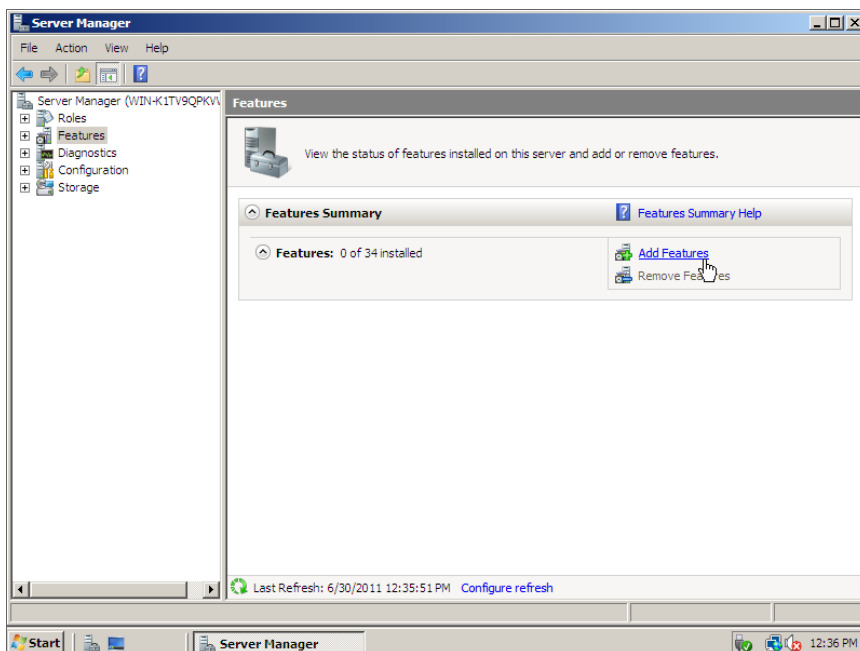 Server Manager
File Action View Help
Server Manager (WIN-K1TV9QPKV
Roles
Features
Diagnostics
Configuration
Storage
Features
View the status of features installed on this server and add or remove features.
Features Summary
Features Summary Help
Features: 0 of 34 installed
Add Features
Remove Features
Last Refresh: 6/30/2011 12:35:51 PM Configure refresh
Start
Server Manager
12:36 PM